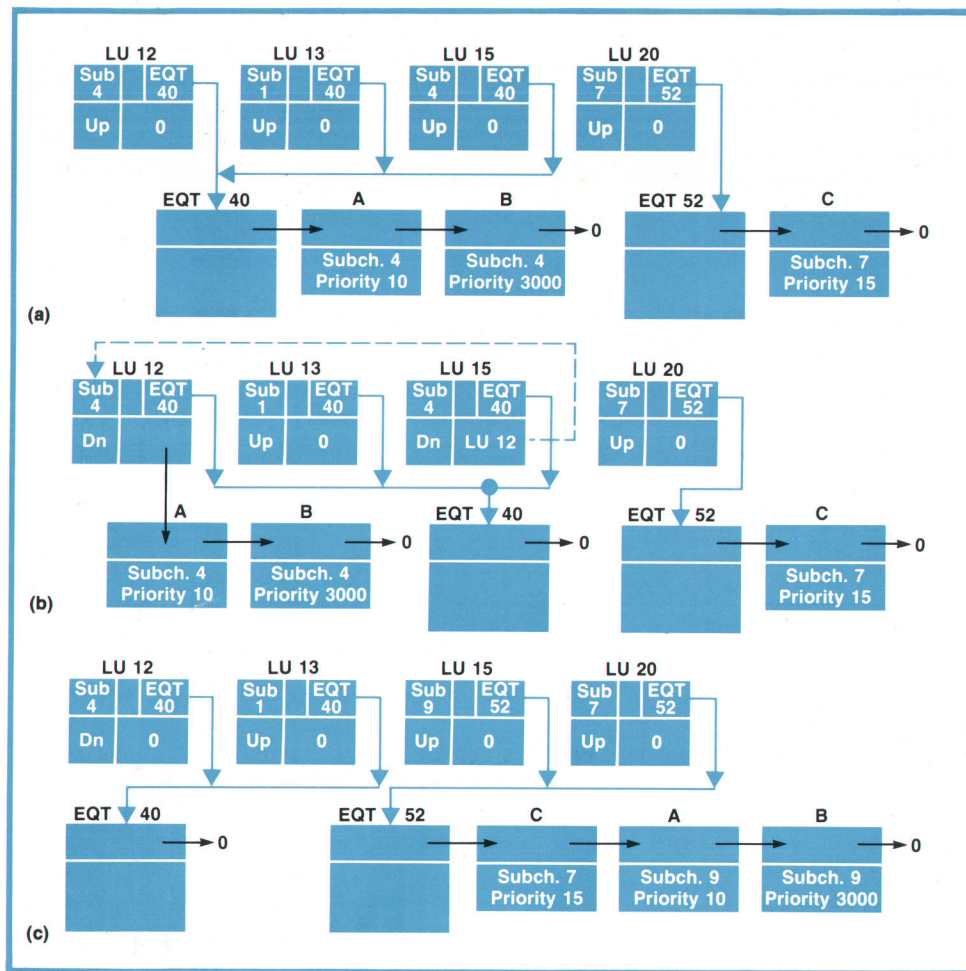 LU 12 LU 13 LU 15 LU 20
Sub EQT Sub EQT Sub EQT Sub EQT
4 40 1 40 4 40 7 52
Up 0 Up 0 Up 0 Up 0
EQT 40 A B EQT 52 C
0 0
Subch. 4 Subch. 4 Subch. 7
Priority 10 Priority 3000 Priority 15
(a)
LU 12 LU 13 LU 15 LU 20
Sub EQT Sub EQT Sub EQT Sub EQT
4 40 1 40 4 40 7 52
Dn Up 0 Dn LU 12 Up 0
A B EQT 40 EQT 52 C
0 0 0
Subch. 4 Subch. 4 Subch. 7
Priority 10 Priority 3000 Priority 15
(b)
LU 12 LU 13 LU 15 LU 20
Sub EQT Sub EQT Sub EQT Sub EQT
4 40 1 40 9 52 7 52
Dn 0 Up 0 Up 0 Up 0
EQT 40 EQT 52 C A B
0 0
Subch. 7 Subch. 9 Subch. 9
Priority 15 Priority 10 Priority 3000
(c)